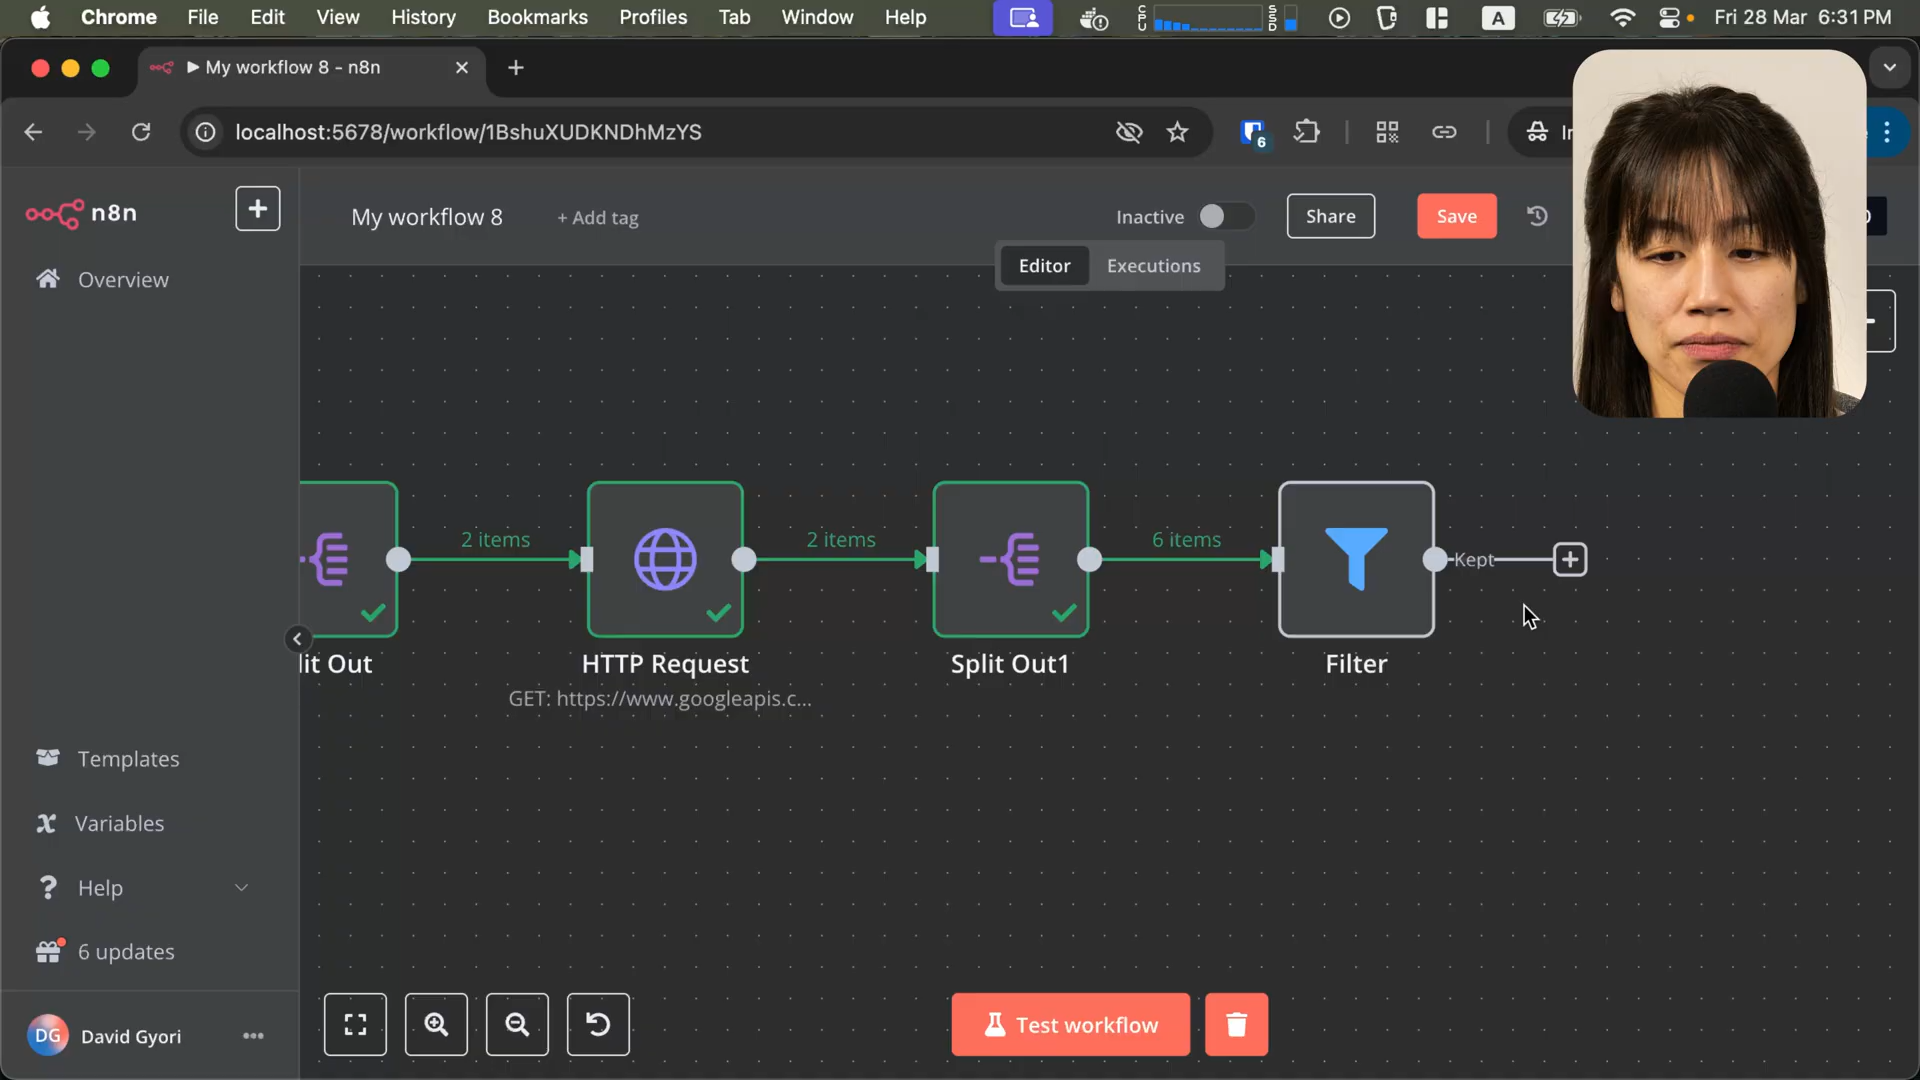 Chrome File Edit View History Bookmarks Profiles Tab Window Help
CPU SSD A Fri 28 Mar 6:31 PM
My workflow 8 - n8n
localhost:5678/workflow/1BshuXUDKNDhMzYS
6
n8n
My workflow 8 + Add tag
Inactive Share Save
Editor Executions
Overview
2 items 2 items 6 items
Kept
lit Out HTTP Request Split Out1 Filter
GET: https://www.googleapis.c...
Templates
Variables
Help
6 updates
DG David Gyori
Test workflow